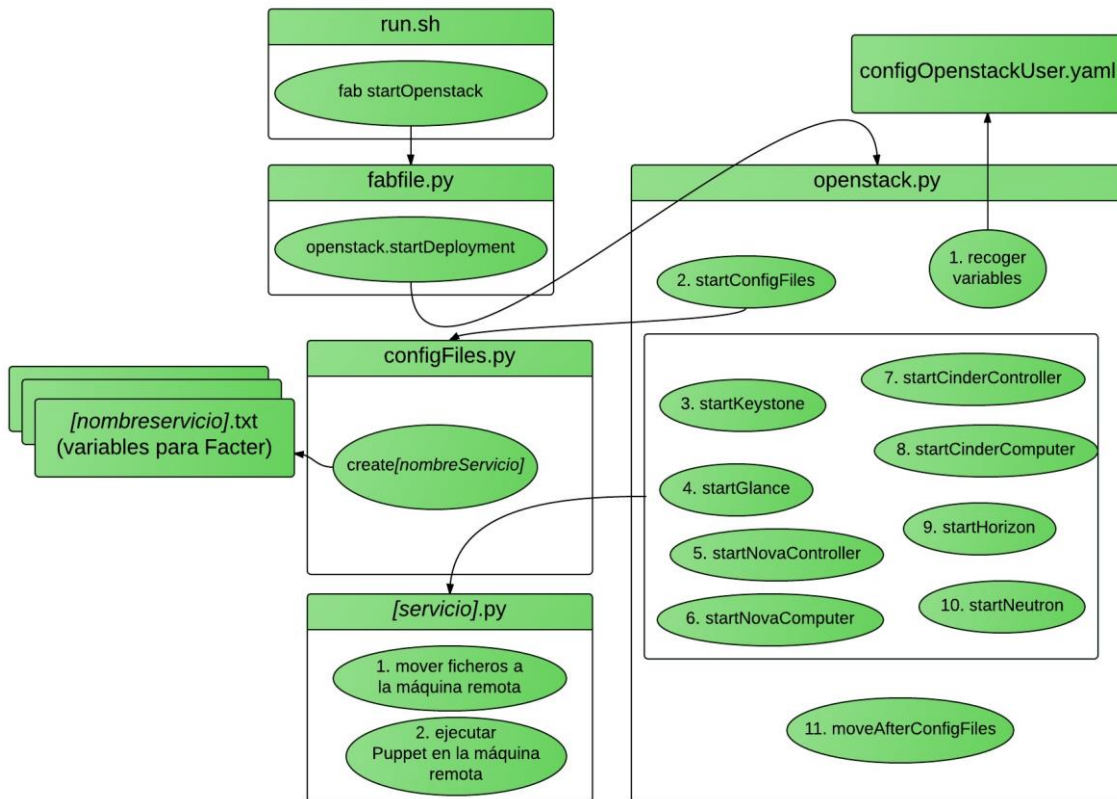 run.sh
fab startOpenstack
configOpenstackUser.yaml
fabfile.py
openstack.startDeployment
openstack.py
1. recoger
variables
2. startConfigFiles
configFiles.py
create[nombreServicio]
[nombreservicio].txt
(variables para Facter)
3. startKeystone
4. startGlance
5. startNovaController
6. startNovaComputer
7. startCinderController
8. startCinderComputer
9. startHorizon
10. startNeutron
[servicio].py
1. mover ficheros a
la máquina remota
2. ejecutar
Puppet en la máquina
remota
11. moveAfterConfigFiles